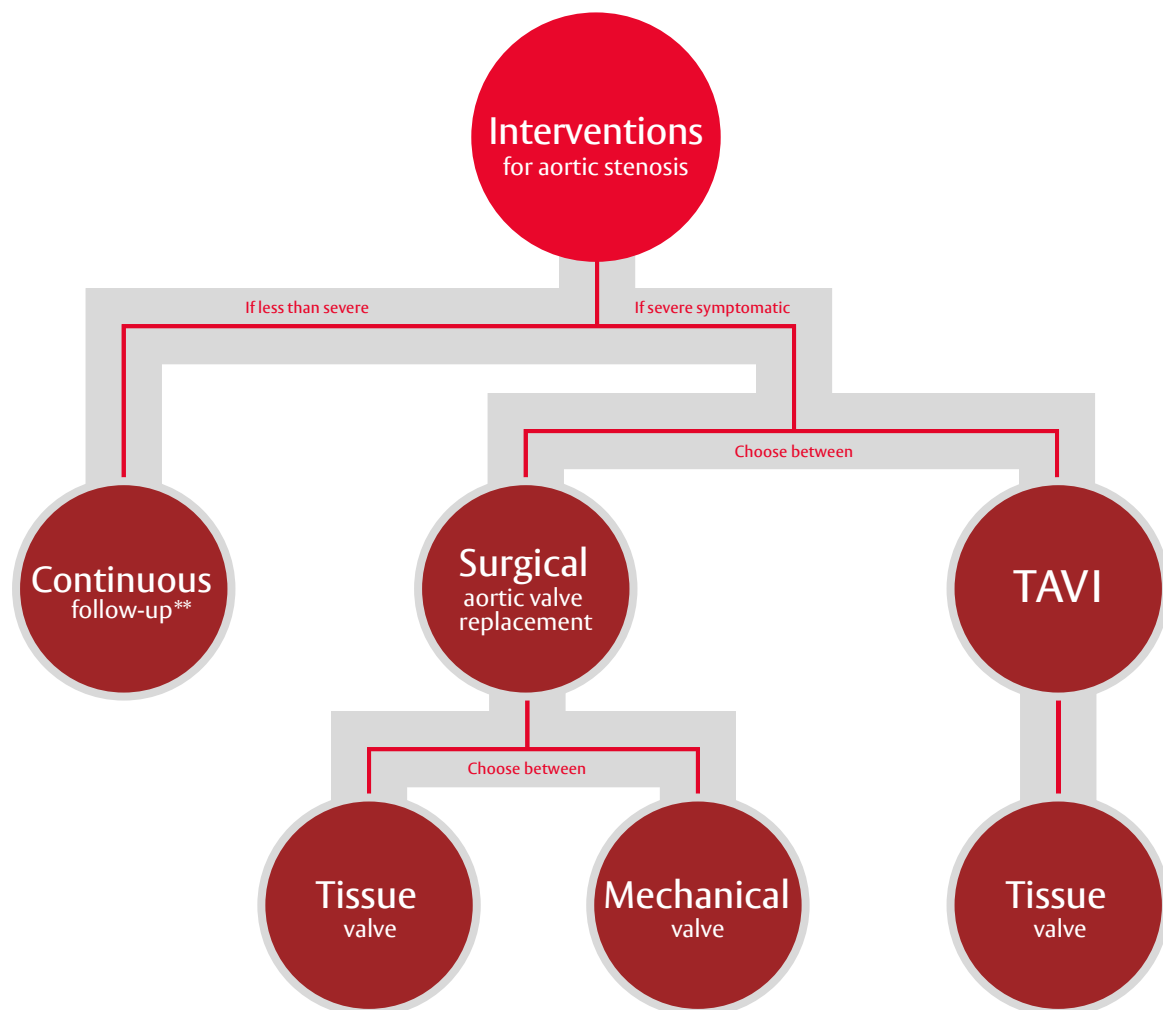 Interventions
for aortic stenosis
If less than severe
If severe symptomatic
Choose between
Continuous
follow-up**
Surgical
aortic valve
replacement
TAVI
Choose between
Tissue
valve
Mechanical
valve
Tissue
valve